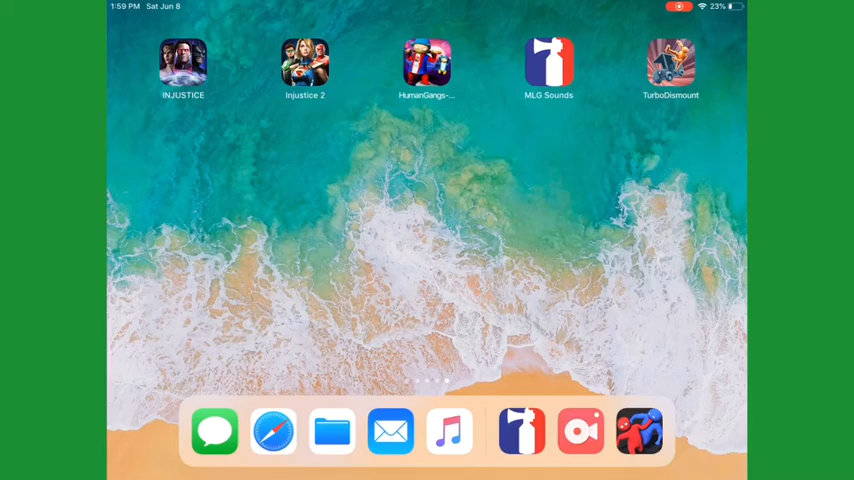 1:59 PM Sat Jun 8
23%
INJUSTICE
Injustice 2
HumanGangs-...
MLG Sounds
TurboDismount